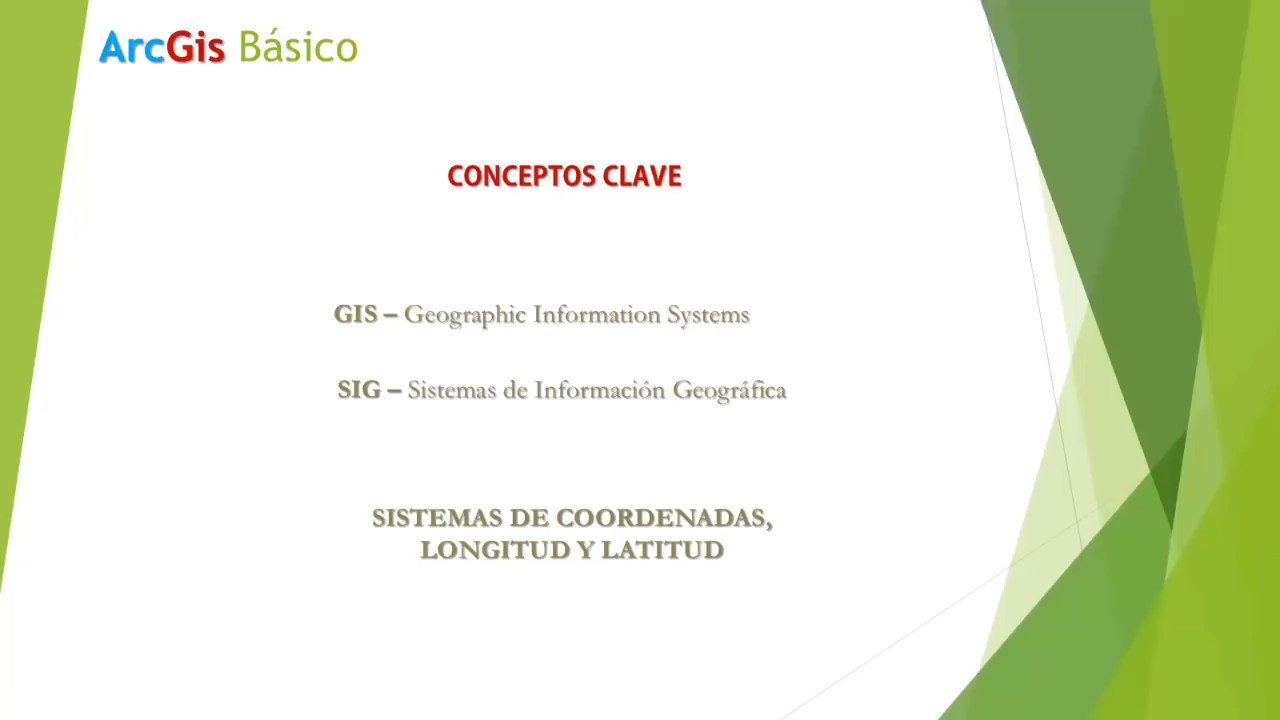 ArcGis Básico
CONCEPTOS CLAVE
GIS – Geographic Information Systems
SIG – Sistemas de Información Geográfica
SISTEMAS DE COORDENADAS,
LONGITUD Y LATITUD